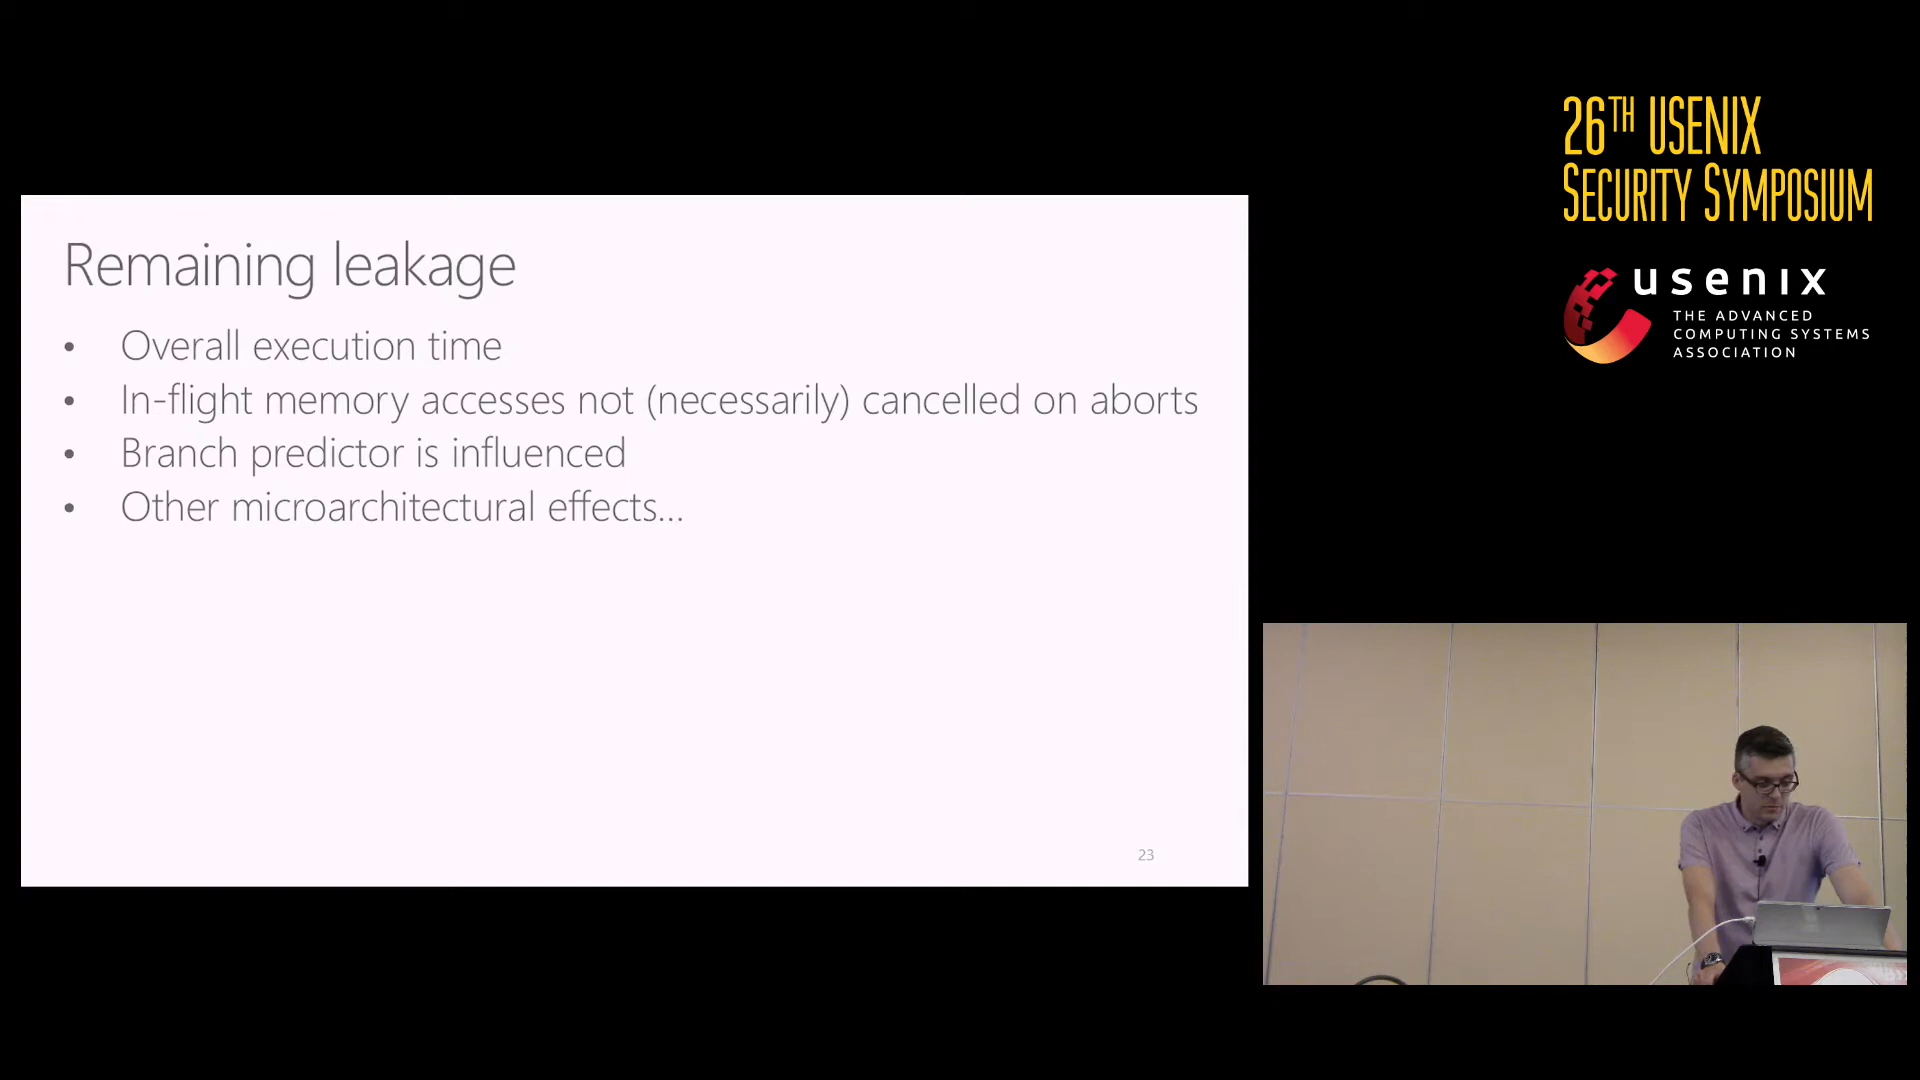 Remaining leakage
• Overall execution time
• In-flight memory accesses not (necessarily) cancelled on aborts
• Branch predictor is influenced
• Other microarchitectural effects...
23
26TH USENIX
SECURITY SYMPOSIUM
usenix
THE ADVANCED
COMPUTING SYSTEMS
ASSOCIATION